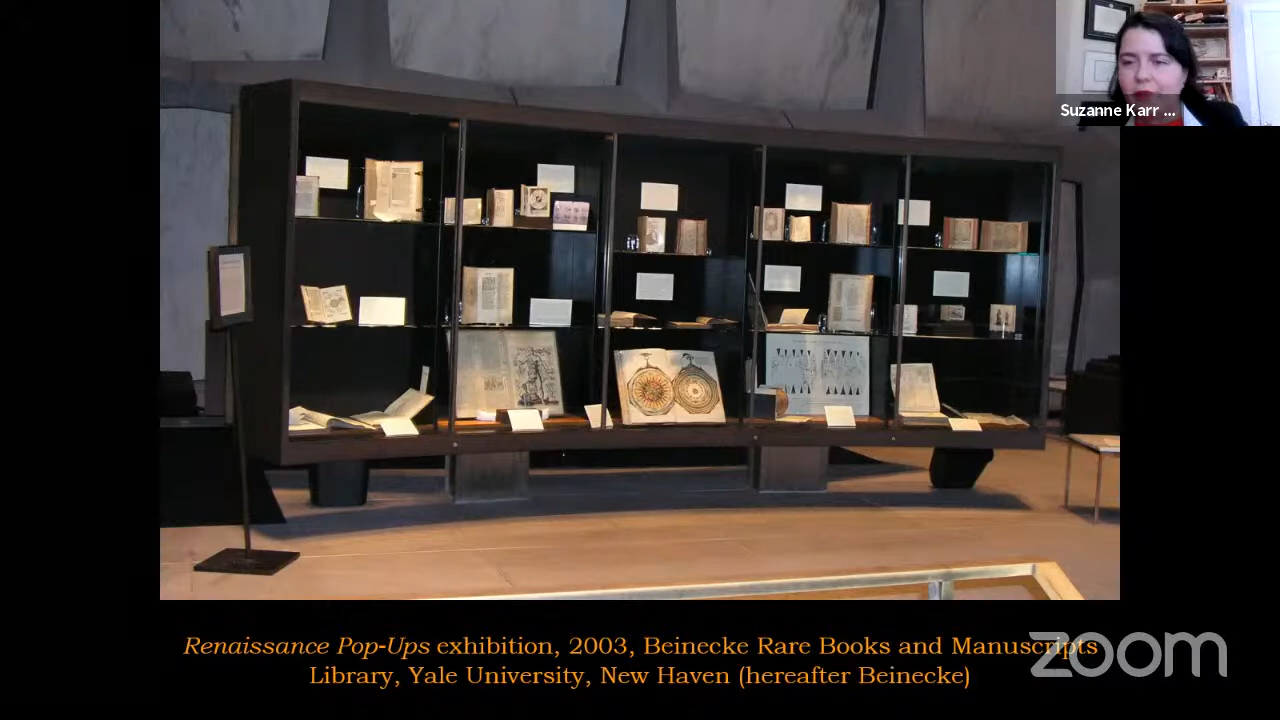 Suzanne Karr ...
Renaissance Pop-Ups exhibition, 2003, Beinecke Rare Books and Manuscripts
Library, Yale University, New Haven (hereafter Beinecke)
zoom